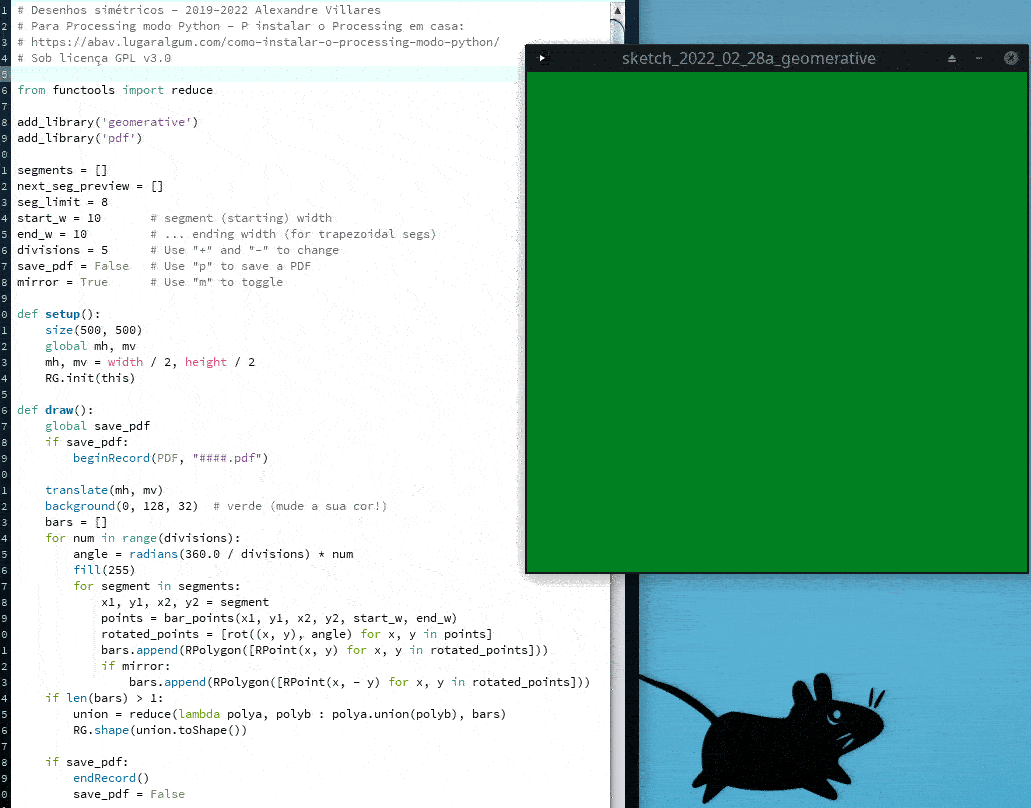 # Desenhos simétricos - 2019-2022 Alexandre Villares
# Para Processing modo Python - P instalar o Processing em casa:
# https://abav.lugaralgum.com/como-instalar-o-processing-modo-python/
# Sob licença GPL v3.0
sketch_2022_02_28a_geomerative
from functools import reduce
add_library('geomerative')
add_library('pdf')
segments = []
next_seg_preview = []
seg_limit = 8
start_w = 10       # segment (starting) width
end_w = 10         # ... ending width (for trapezoidal segs)
divisions = 5      # Use "+" and "-" to change
save_pdf = False   # Use "p" to save a PDF
mirror = True      # Use "m" to toggle
def setup():
    size(500, 500)
    global mh, mv
    mh, mv = width / 2, height / 2
    RG.init(this)
def draw():
    global save_pdf
    if save_pdf:
        beginRecord(PDF, "####.pdf")
    translate(mh, mv)
    background(0, 128, 32)  # verde (mude a sua cor!)
    bars = []
    for num in range(divisions):
        angle = radians(360.0 / divisions) * num
        fill(255)
        for segment in segments:
            x1, y1, x2, y2 = segment
            points = bar_points(x1, y1, x2, y2, start_w, end_w)
            rotated_points = [rot((x, y), angle) for x, y in points]
            bars.append(RPolygon([RPoint(x, y) for x, y in rotated_points]))
            if mirror:
                bars.append(RPolygon([RPoint(x, - y) for x, y in rotated_points]))
    if len(bars) > 1:
        union = reduce(lambda polya, polyb : polya.union(polyb), bars)
        RG.shape(union.toShape())
    if save_pdf:
        endRecord()
        save_pdf = False